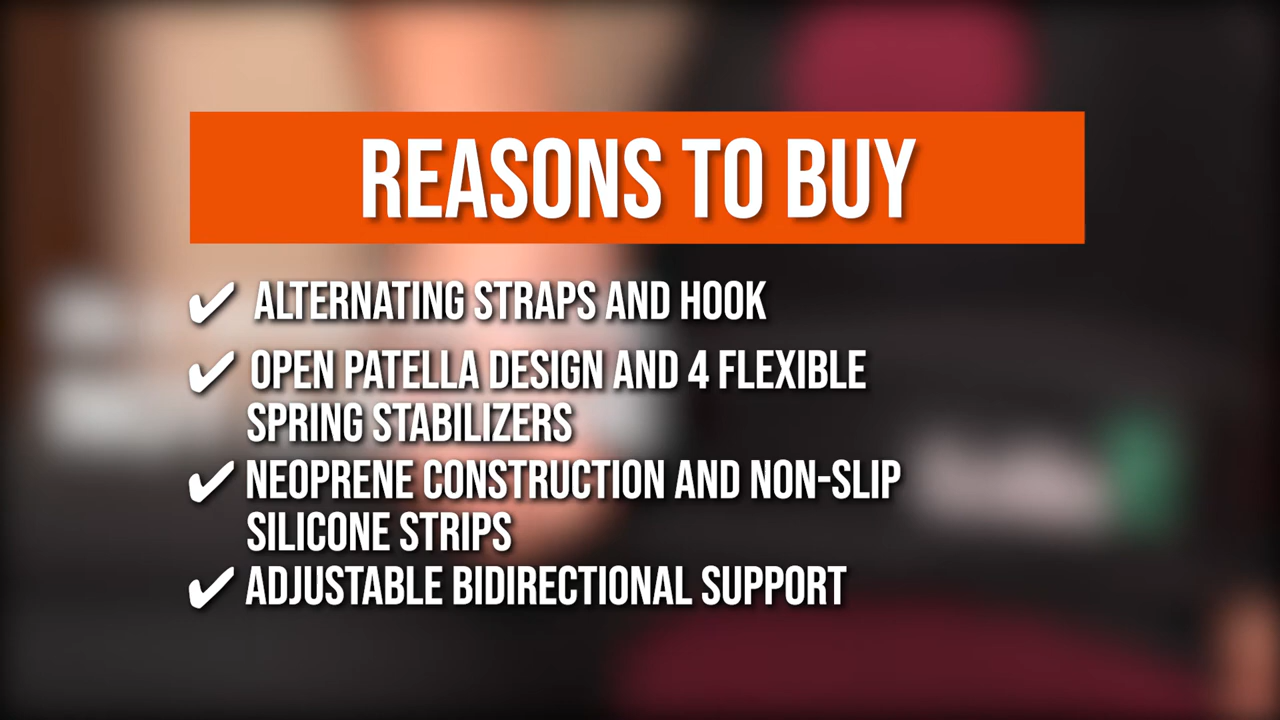 REASONS TO BUY
✔ ALTERNATING STRAPS AND HOOK
✔ OPEN PATELLA DESIGN AND 4 FLEXIBLE
SPRING STABILIZERS
✔ NEOPRENE CONSTRUCTION AND NON-SLIP
SILICONE STRIPS
✔ ADJUSTABLE BIDIRECTIONAL SUPPORT